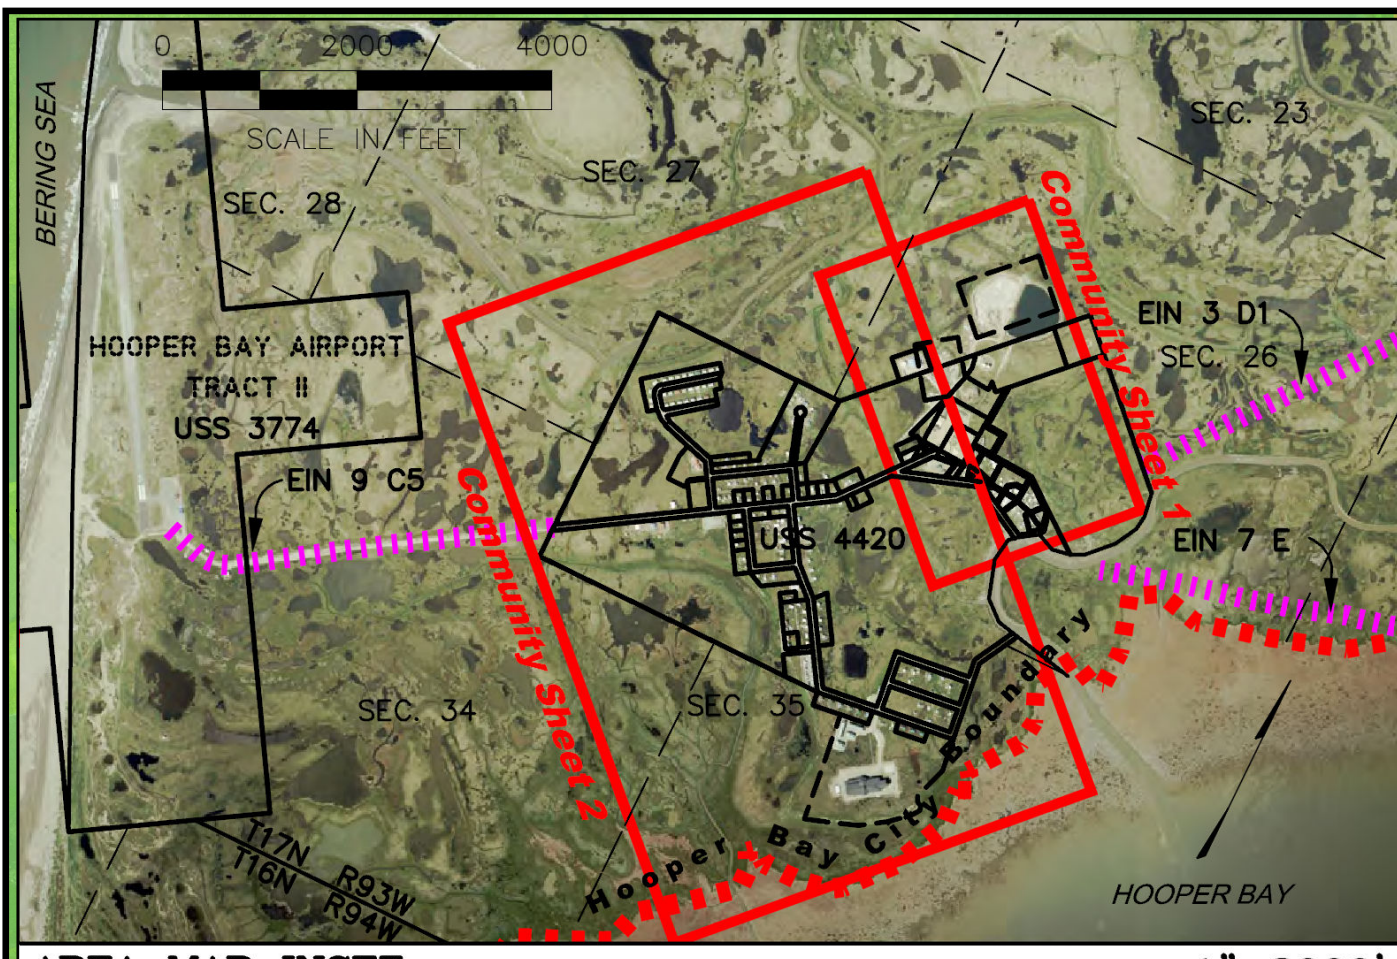 0 2000 4000
SCALE IN FEET
BERING SEA
SEC. 23
SEC. 27
SEC. 28
Community Sheet 1
EIN 3 D1
SEC. 26
HOOPER BAY AIRPORT
TRACT II
USS 3774
EIN 9 C5
Community Sheet 2
USS 4420
EIN 7 E
SEC. 34
SEC. 35
Hooper Bay City Boundary
T17N
T16N
R93W
R94W
HOOPER BAY